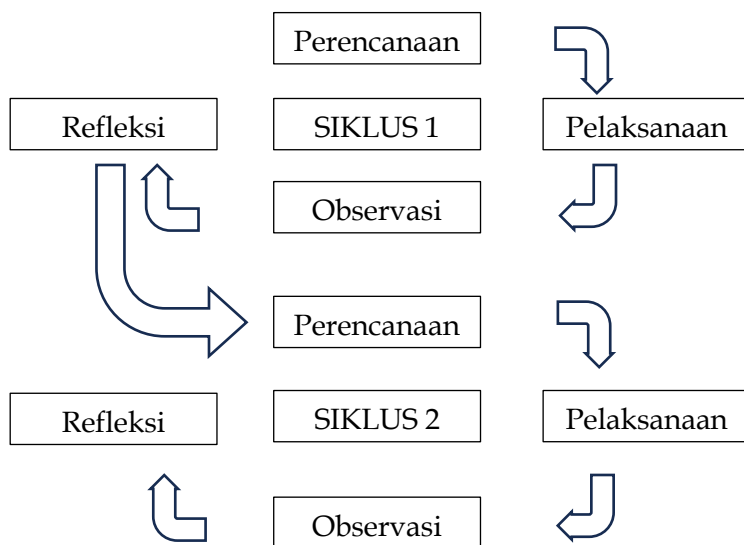 Perencanaan
Refleksi SIKLUS 1 Pelaksanaan
Observasi
Perencanaan
Refleksi SIKLUS 2 Pelaksanaan
Observasi